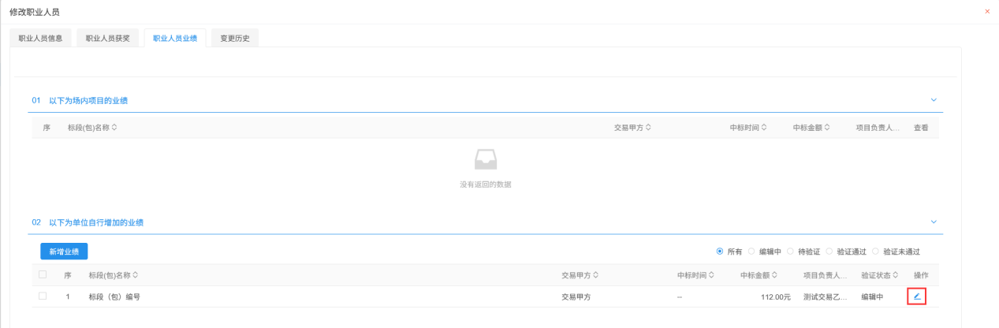 修改职业人员
职业人员信息 职业人员获奖 职业人员业绩 变更历史
01 以下为场内项目的业绩
序 标段(包)名称 交易甲方 中标时间 中标金额 项目负责人... 查看
没有返回的数据
02 以下为单位自行增加的业绩
新增业绩 所有 编辑中 待验证 验证通过 验证未通过
序 标段(包)名称 交易甲方 中标时间 中标金额 项目负责人... 验证状态 操作
1 标段（包）编号 交易甲方 -- 112.00元 测试交易乙... 编辑中